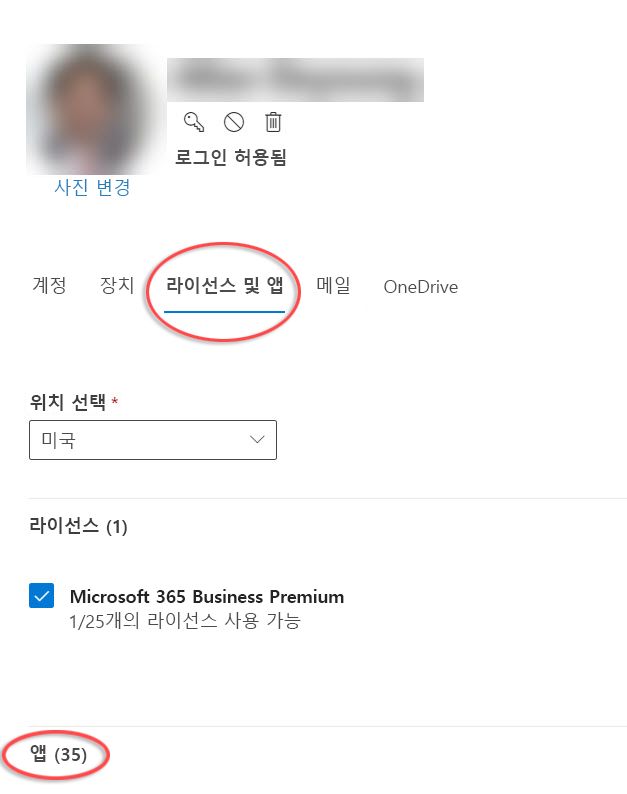 로그인 허용됨
사진 변경
계정 장치 라이선스 및 앱 메일 OneDrive
위치 선택 *
미국
라이선스 (1)
Microsoft 365 Business Premium
1/25개의 라이선스 사용 가능
앱 (35)